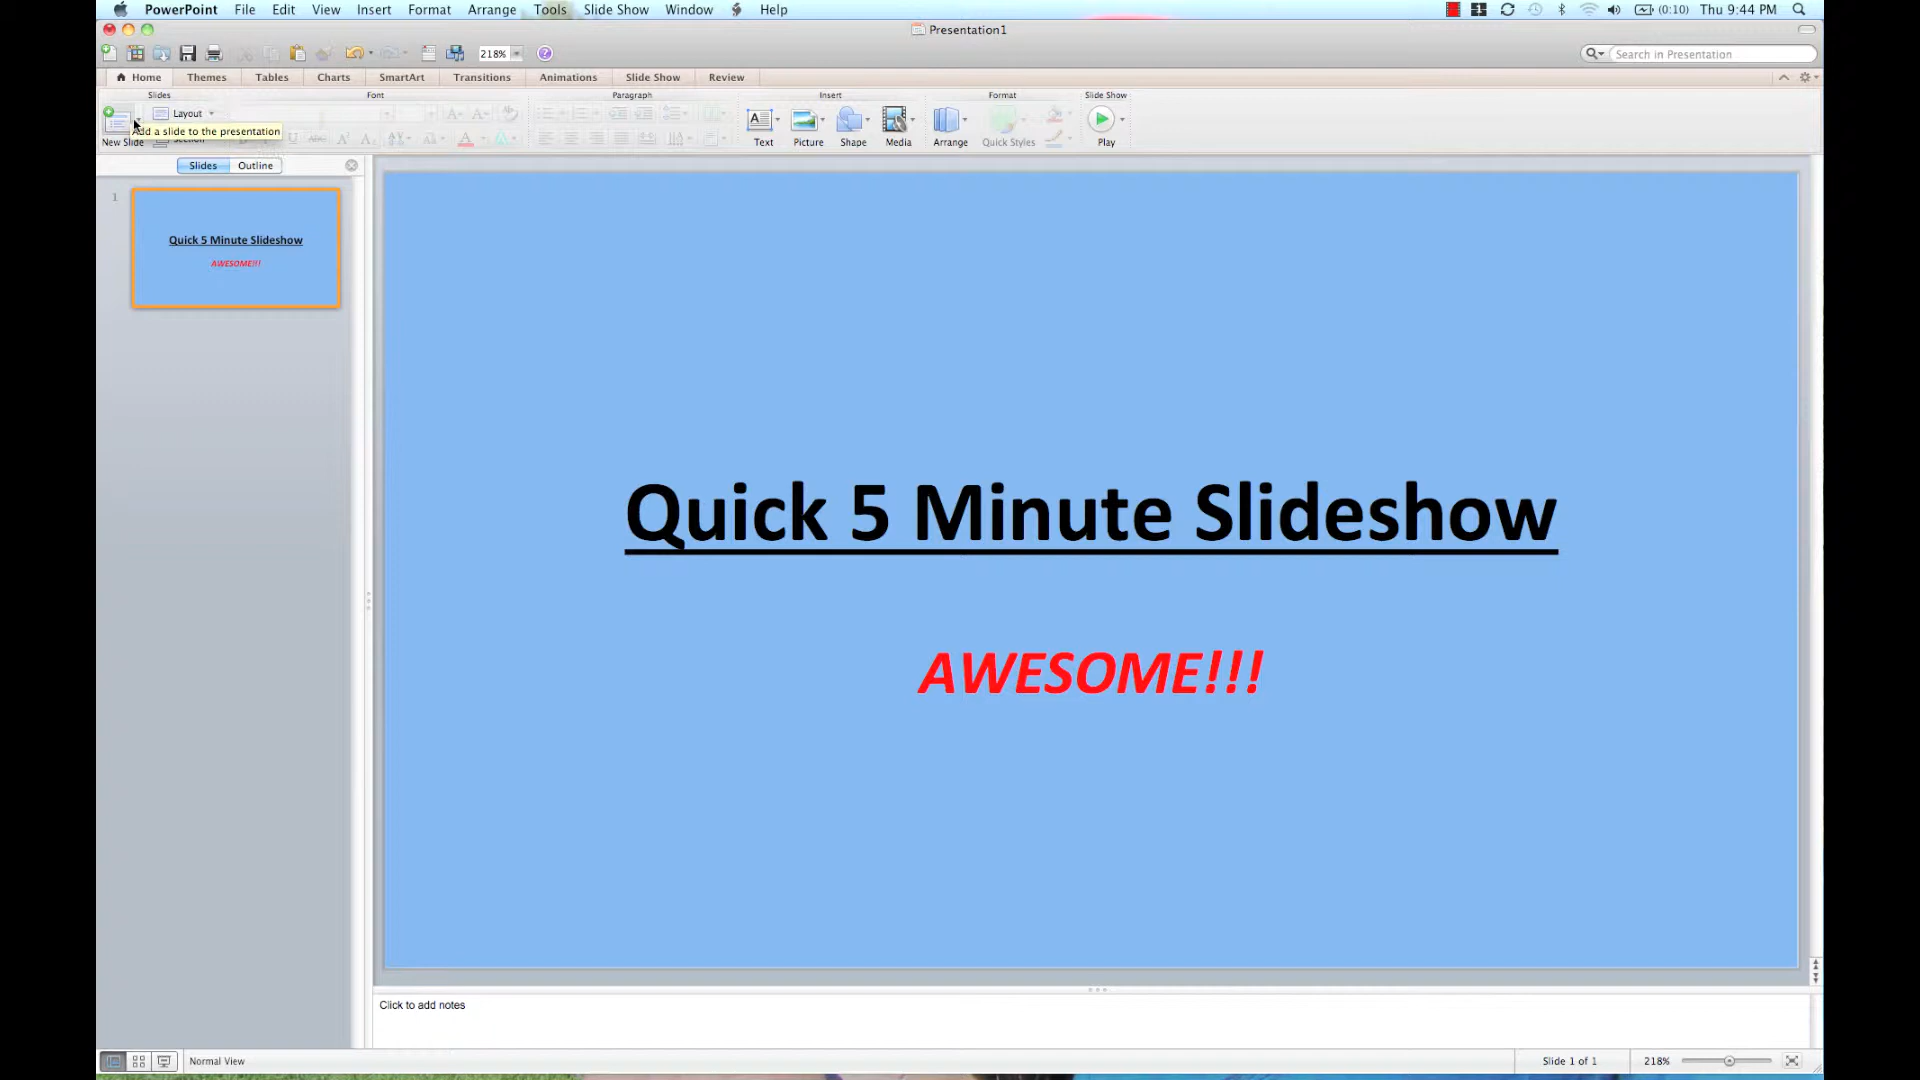 PowerPoint File Edit View Insert Format Arrange Tools Slide Show Window Help (0:10) Thu 9:44 PM
Presentation1
218% Search in Presentation
Home Themes Tables Charts SmartArt Transitions Animations Slide Show Review
Slides Font Paragraph Insert Format Slide Show
Layout
Add a slide to the presentation
New Slide Section Text Picture Shape Media Arrange Quick Styles Play
Slides Outline
1
Quick 5 Minute Slideshow
AWESOME!!!
Quick 5 Minute Slideshow
AWESOME!!!
Click to add notes
Normal View Slide 1 of 1 218%